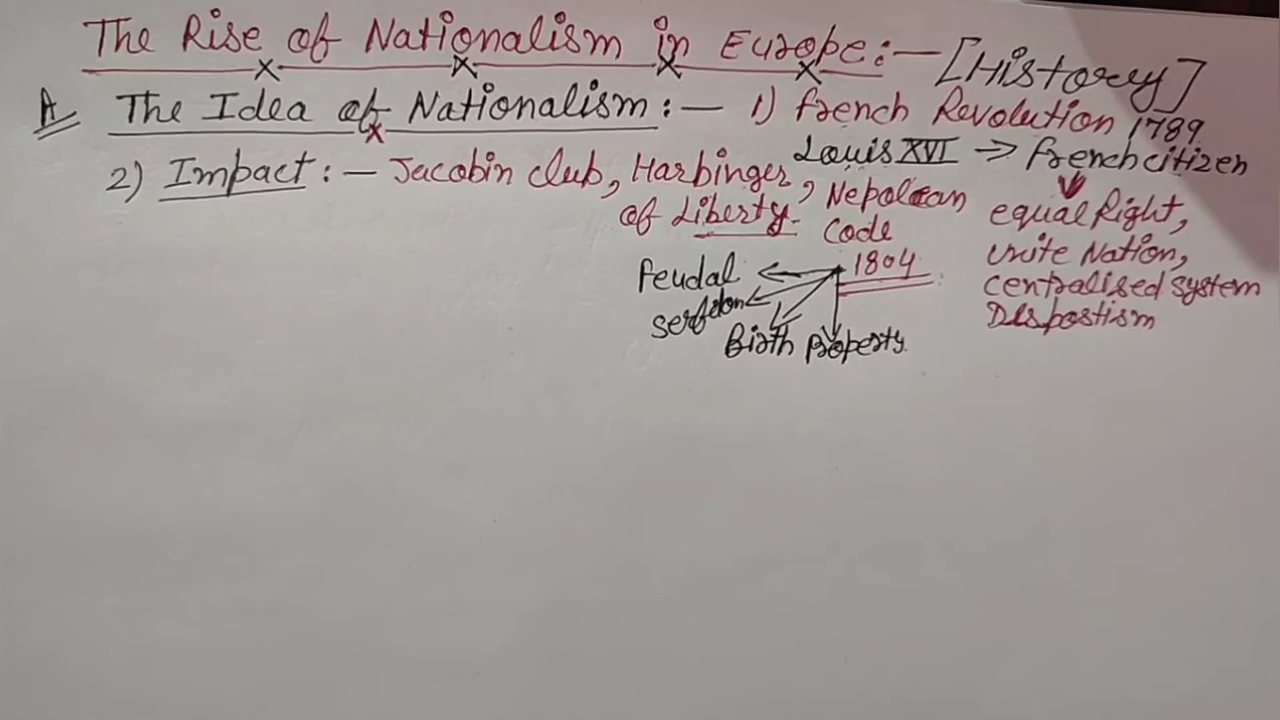 The Rise of Nationalism in Europe:- [History]
A The Idea of Nationalism :- 1) French Revolution 1789
Louis XVI → French citizen
2) Impact :- Jacobin club, Harbinger of Liberty, Nepolean Code
1804
equal Right,
Unite Nation,
centralised system
Despostism
Feudal
serfdom
Birth Property